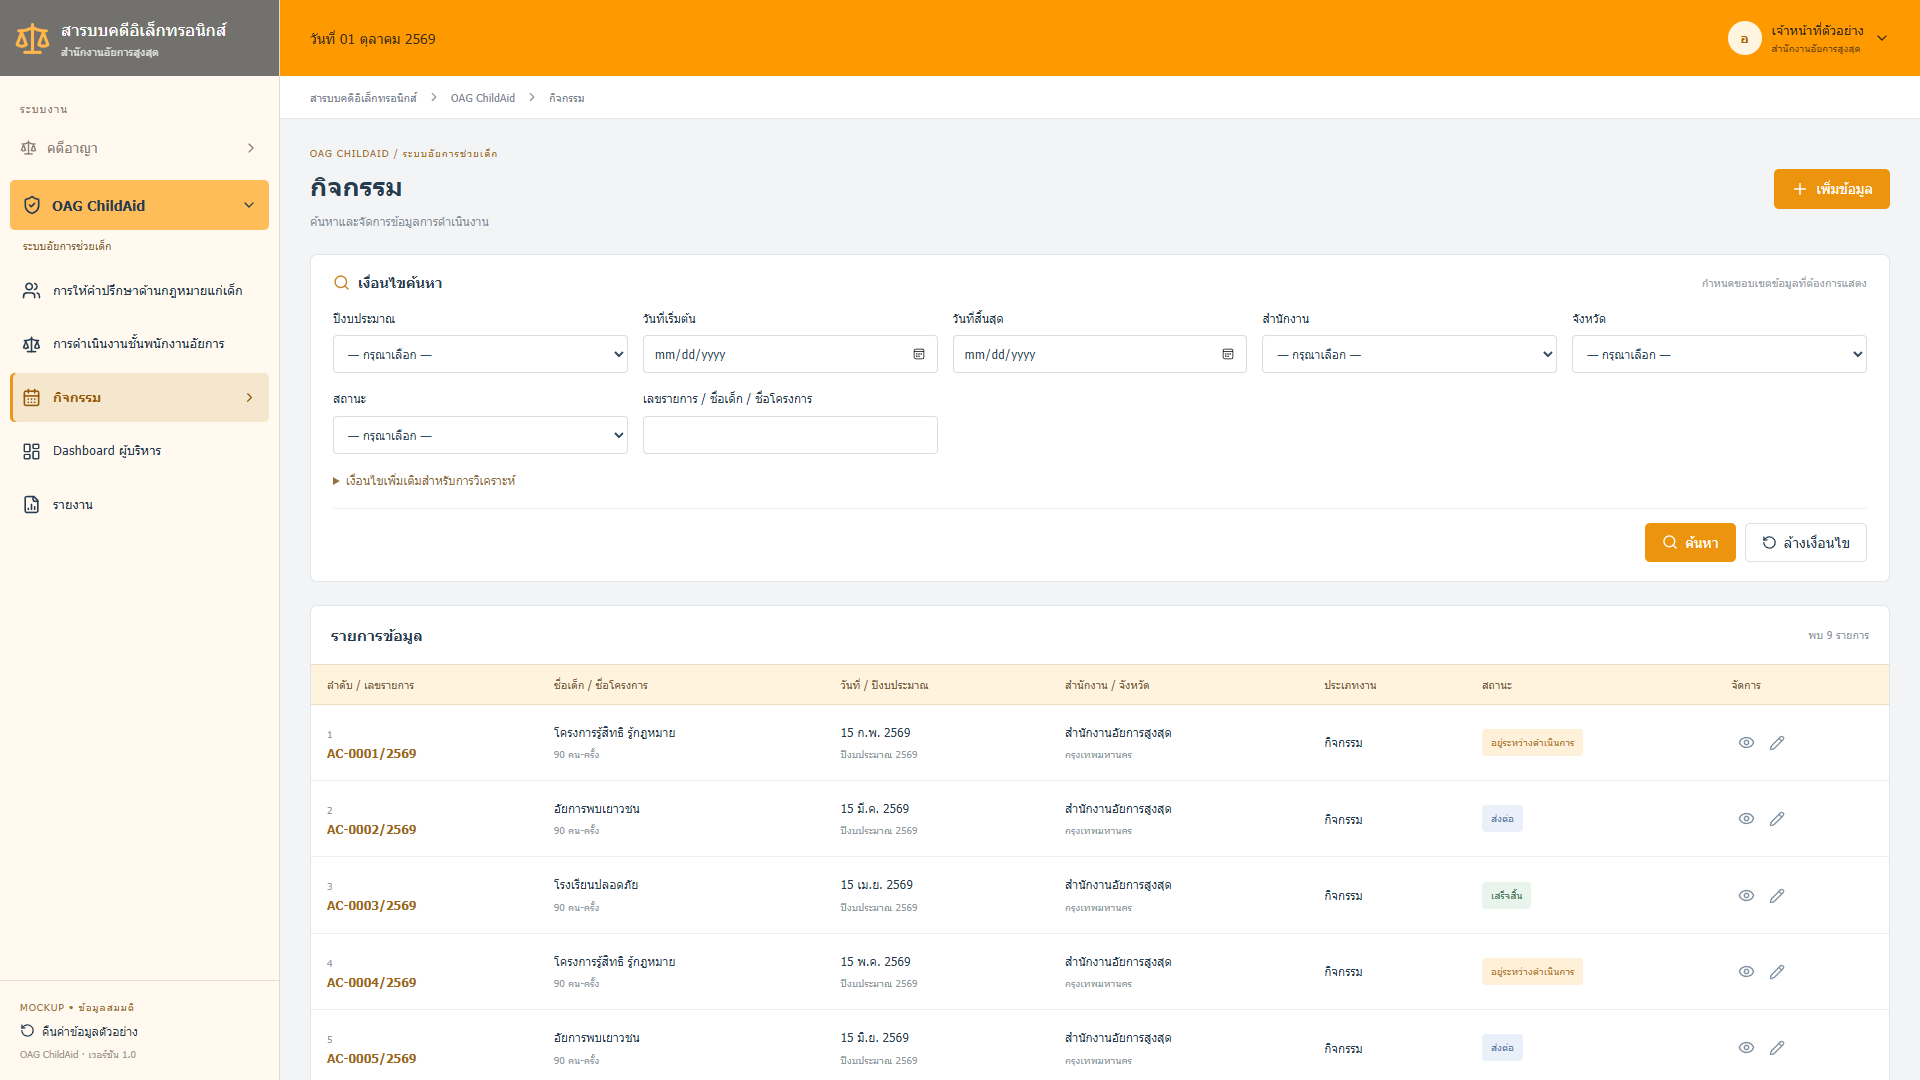 สารบบคดีอิเล็กทรอนิกส์
สำนักงานอัยการสูงสุด
วันที่ 01 ตุลาคม 2569
อ
เจ้าหน้าที่ตัวอย่าง
สำนักงานอัยการสูงสุด
สารบบคดีอิเล็กทรอนิกส์ OAG ChildAid กิจกรรม
ระบบงาน
คดีอาญา
OAG ChildAid
ระบบอัยการช่วยเด็ก
การให้คำปรึกษาด้านกฎหมายแก่เด็ก
การดำเนินงานชั้นพนักงานอัยการ
กิจกรรม
Dashboard ผู้บริหาร
รายงาน
MOCKUP • ข้อมูลสมมติ
คืนค่าข้อมูลตัวอย่าง
OAG ChildAid · เวอร์ชัน 1.0
OAG CHILDAID / ระบบอัยการช่วยเด็ก
กิจกรรม
ค้นหาและจัดการข้อมูลการดำเนินงาน
เพิ่มข้อมูล
เงื่อนไขค้นหา
กำหนดขอบเขตข้อมูลที่ต้องการแสดง
ปีงบประมาณ วันที่เริ่มต้น วันที่สิ้นสุด สำนักงาน จังหวัด
— กรุณาเลือก — mm/dd/yyyy mm/dd/yyyy — กรุณาเลือก — — กรุณาเลือก —
สถานะ เลขรายการ / ชื่อเด็ก / ชื่อโครงการ
— กรุณาเลือก —
เงื่อนไขเพิ่มเติมสำหรับการวิเคราะห์
ค้นหา ล้างเงื่อนไข
รายการข้อมูล
พบ 9 รายการ
ลำดับ / เลขรายการ ชื่อเด็ก / ชื่อโครงการ วันที่ / ปีงบประมาณ สำนักงาน / จังหวัด ประเภทงาน สถานะ จัดการ
1 โครงการรู้สิทธิ รู้กฎหมาย 15 ก.พ. 2569 สำนักงานอัยการสูงสุด กิจกรรม อยู่ระหว่างดำเนินการ
AC-0001/2569 90 คน-ครั้ง ปีงบประมาณ 2569 กรุงเทพมหานคร
2 อัยการพบเยาวชน 15 มี.ค. 2569 สำนักงานอัยการสูงสุด กิจกรรม ส่งต่อ
AC-0002/2569 90 คน-ครั้ง ปีงบประมาณ 2569 กรุงเทพมหานคร
3 โรงเรียนปลอดภัย 15 เม.ย. 2569 สำนักงานอัยการสูงสุด กิจกรรม เสร็จสิ้น
AC-0003/2569 90 คน-ครั้ง ปีงบประมาณ 2569 กรุงเทพมหานคร
4 โครงการรู้สิทธิ รู้กฎหมาย 15 พ.ค. 2569 สำนักงานอัยการสูงสุด กิจกรรม อยู่ระหว่างดำเนินการ
AC-0004/2569 90 คน-ครั้ง ปีงบประมาณ 2569 กรุงเทพมหานคร
5 อัยการพบเยาวชน 15 มิ.ย. 2569 สำนักงานอัยการสูงสุด กิจกรรม ส่งต่อ
AC-0005/2569 90 คน-ครั้ง ปีงบประมาณ 2569 กรุงเทพมหานคร